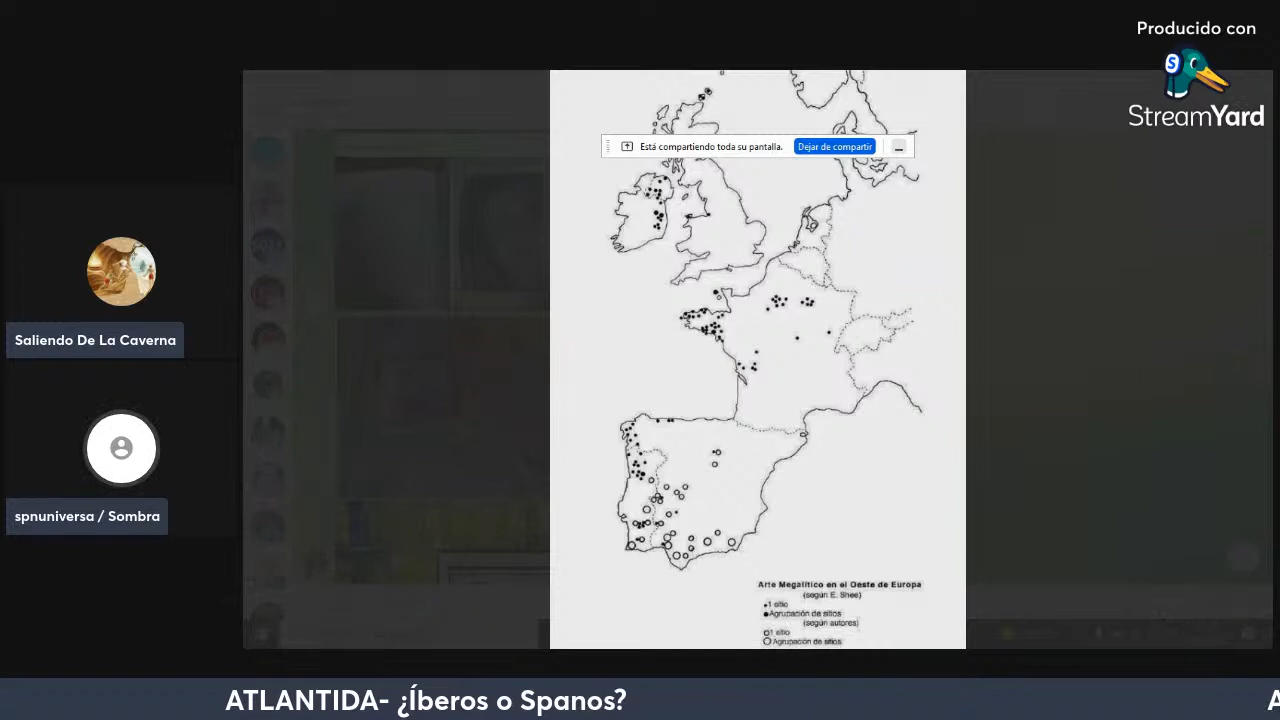 Producido con
StreamYard
Está compartiendo toda su pantalla. Dejar de compartir
Saliendo De La Caverna
spnuniversa / Sombra
Arte Megalítico en el Oeste de Europa
(según E. Shee)
1 sitio
Agrupación de sitios
(según autores)
1 sitio
Agrupación de sitios
ATLANTIDA- ¿Íberos o Spanos?
A